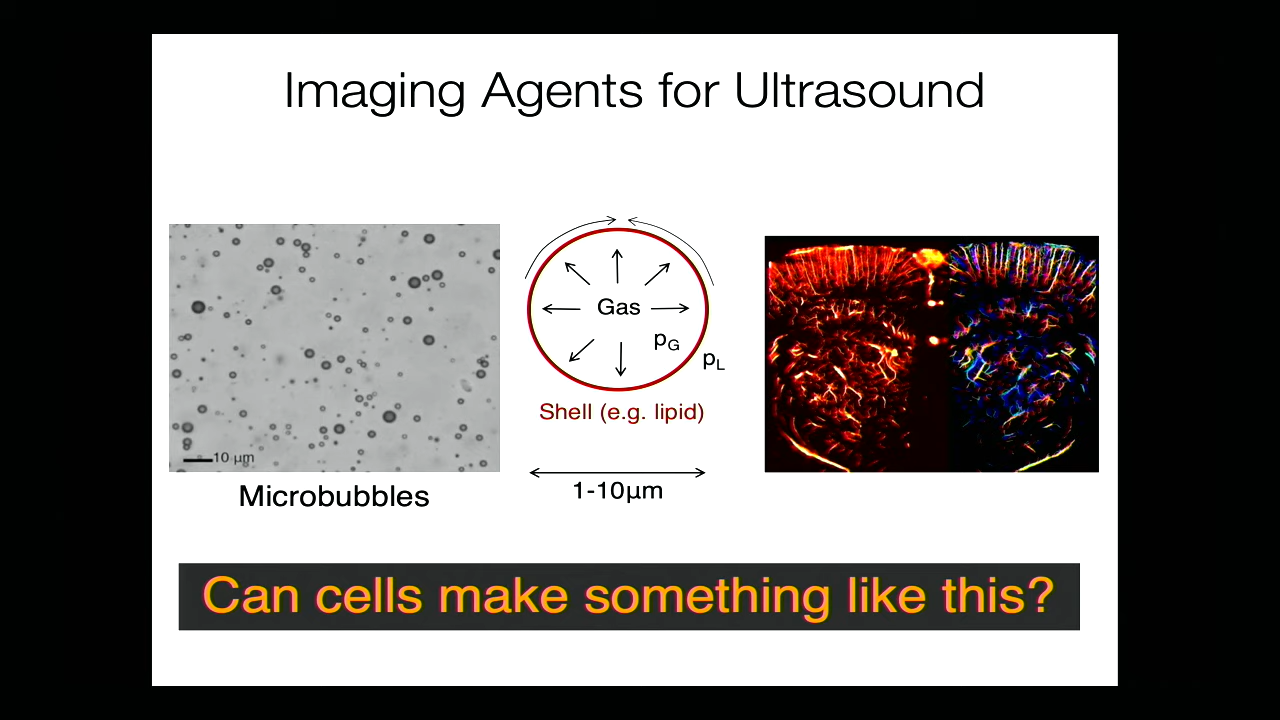 Imaging Agents for Ultrasound
Gas
pG
pL
Shell (e.g. lipid)
10 µm
1-10µm
Microbubbles
Can cells make something like this?